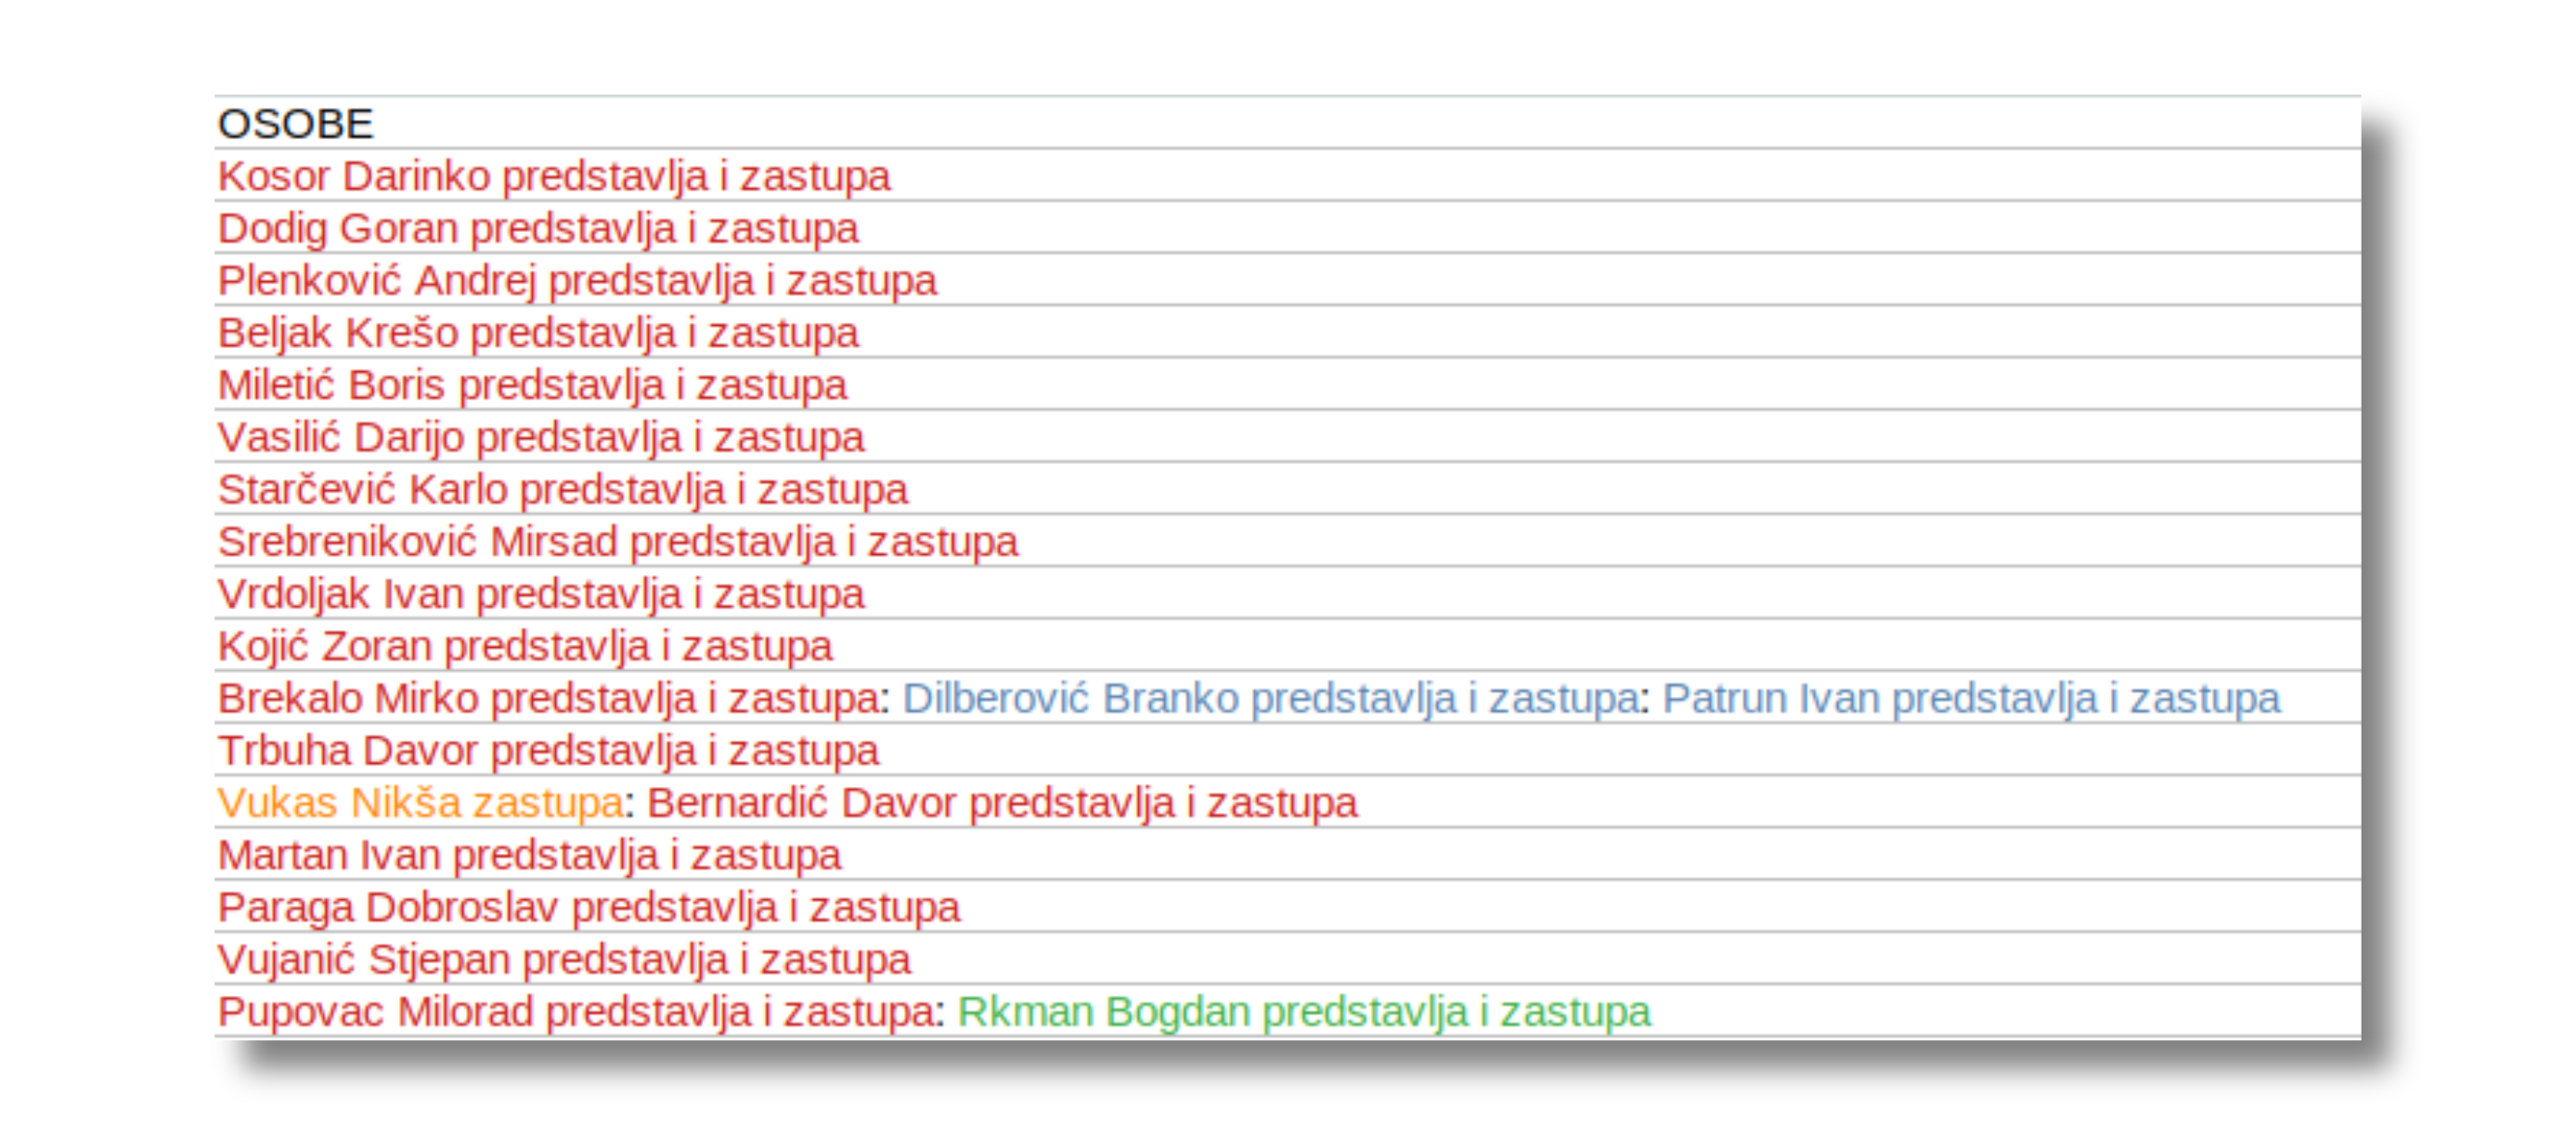 OSOBE
Kosor Darinko predstavlja i zastupa
Dodig Goran predstavlja i zastupa
Plenković Andrej predstavlja i zastupa
Beljak Krešo predstavlja i zastupa
Miletić Boris predstavlja i zastupa
Vasilić Darijo predstavlja i zastupa
Starčević Karlo predstavlja i zastupa
Srebreniković Mirsad predstavlja i zastupa
Vrdoljak Ivan predstavlja i zastupa
Kojić Zoran predstavlja i zastupa
Brekalo Mirko predstavlja i zastupa: Dilberović Branko predstavlja i zastupa: Patrun Ivan predstavlja i zastupa
Trbuha Davor predstavlja i zastupa
Vukas Nikša zastupa: Bernardić Davor predstavlja i zastupa
Martan Ivan predstavlja i zastupa
Paraga Dobroslav predstavlja i zastupa
Vujanić Stjepan predstavlja i zastupa
Pupovac Milorad predstavlja i zastupa: Rkman Bogdan predstavlja i zastupa